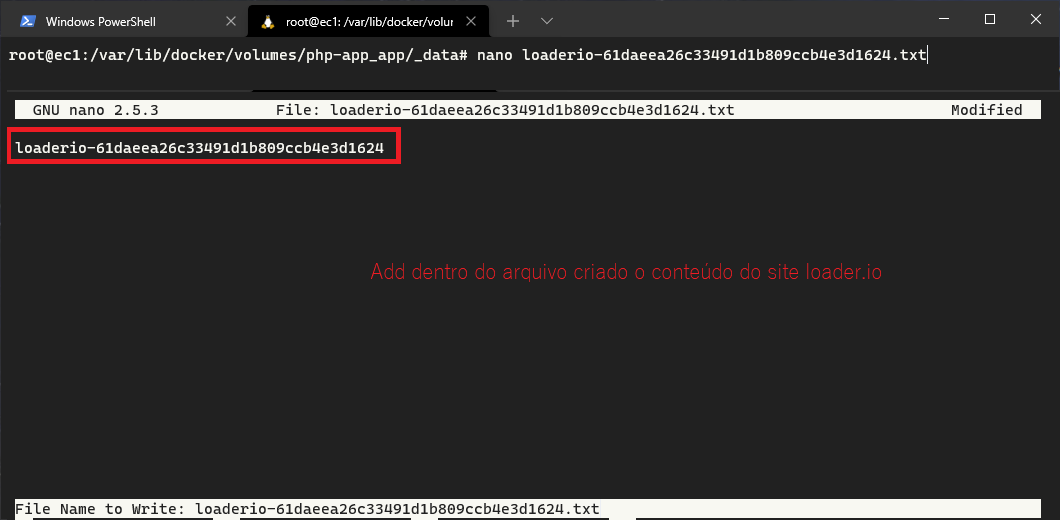 Windows PowerShell
root@ec1: /var/lib/docker/volur
root@ec1:/var/lib/docker/volumes/php-app_app/_data# nano loaderio-61daeea26c33491d1b809ccb4e3d1624.txt
GNU nano 2.5.3 File: loaderio-61daeea26c33491d1b809ccb4e3d1624.txt Modified
loaderio-61daeea26c33491d1b809ccb4e3d1624
Add dentro do arquivo criado o conteúdo do site loader.io
File Name to Write: loaderio-61daeea26c33491d1b809ccb4e3d1624.txt